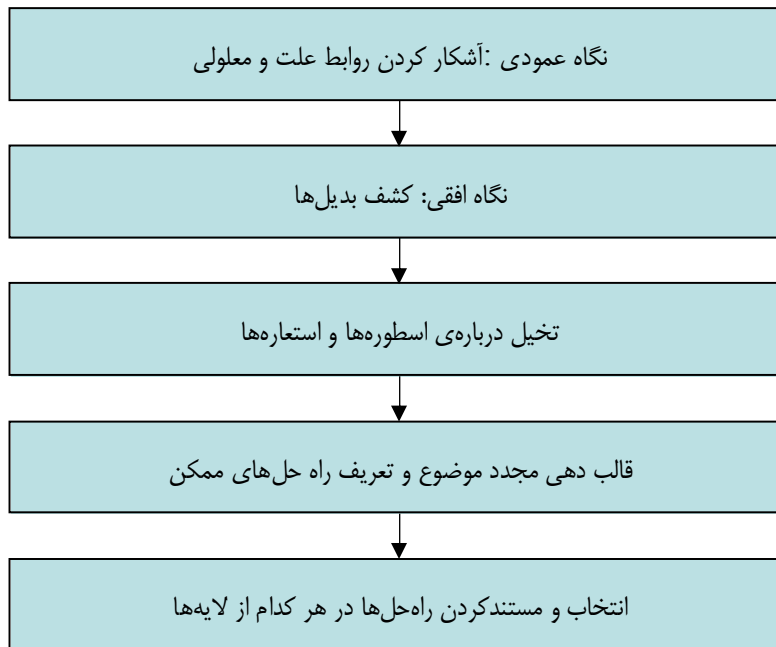 نگاه عمودی :آشکار کردن روابط علت و معلولی
نگاه افقی: کشف بدیل‌ها
تخیل درباره‌ی اسطوره‌ها و استعاره‌ها
قالب دهی مجدد موضوع و تعریف راه حل‌های ممکن
انتخاب و مستندکردن راه‌حل‌ها در هر کدام از لایه‌ها